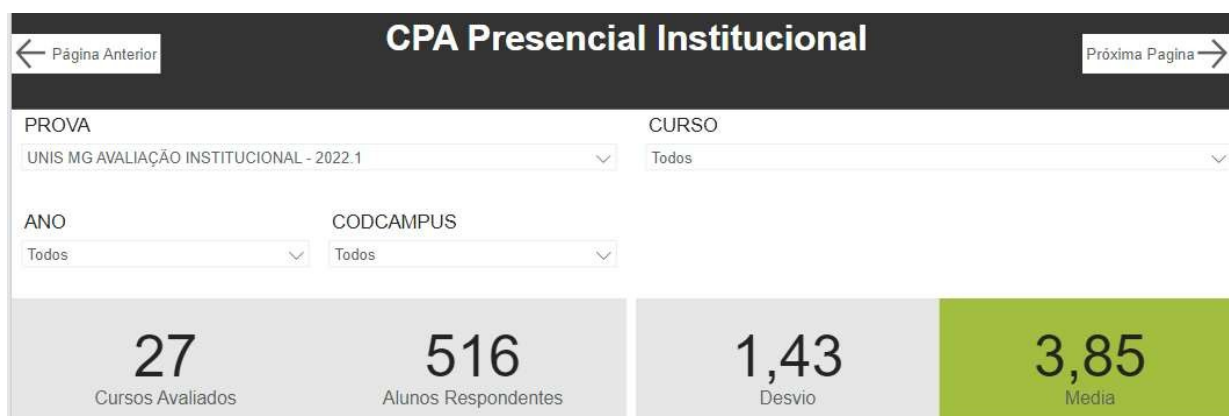 CPA Presencial Institucional
Página Anterior
Próxima Pagina
PROVA
UNIS MG AVALIAÇÃO INSTITUCIONAL - 2022.1
CURSO
Todos
ANO
Todos
CODCAMPUS
Todos
27
Cursos Avaliados
516
Alunos Respondentes
1,43
Desvio
3,85
Media